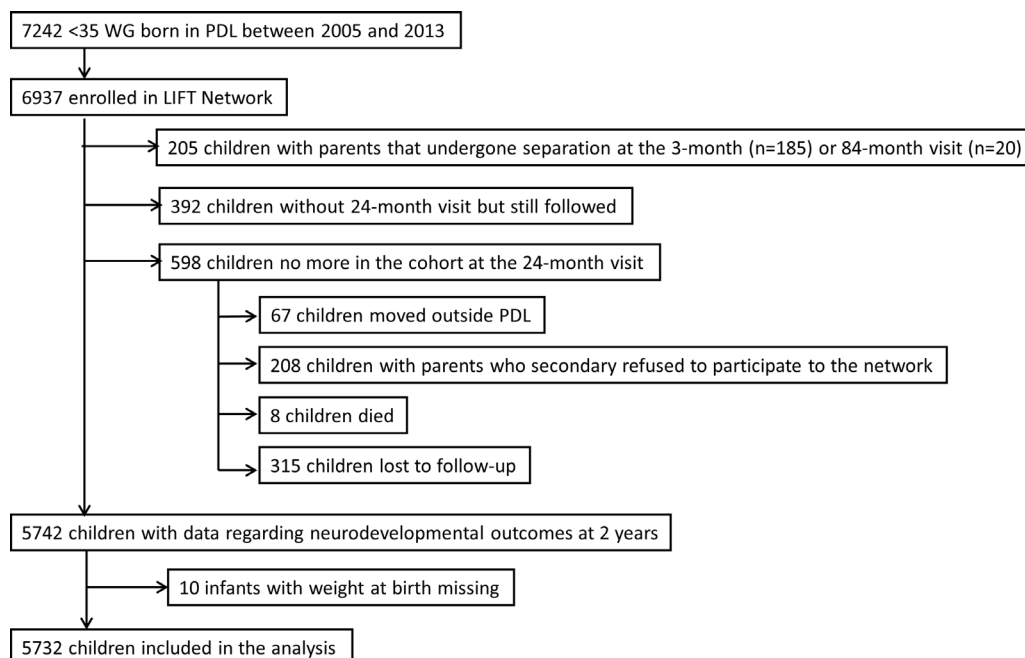 7242 <35 WG born in PDL between 2005 and 2013
6937 enrolled in LIFT Network
205 children with parents that undergone separation at the 3-month (n=185) or 84-month visit (n=20)
392 children without 24-month visit but still followed
598 children no more in the cohort at the 24-month visit
67 children moved outside PDL
208 children with parents who secondary refused to participate to the network
8 children died
315 children lost to follow-up
5742 children with data regarding neurodevelopmental outcomes at 2 years
10 infants with weight at birth missing
5732 children included in the analysis